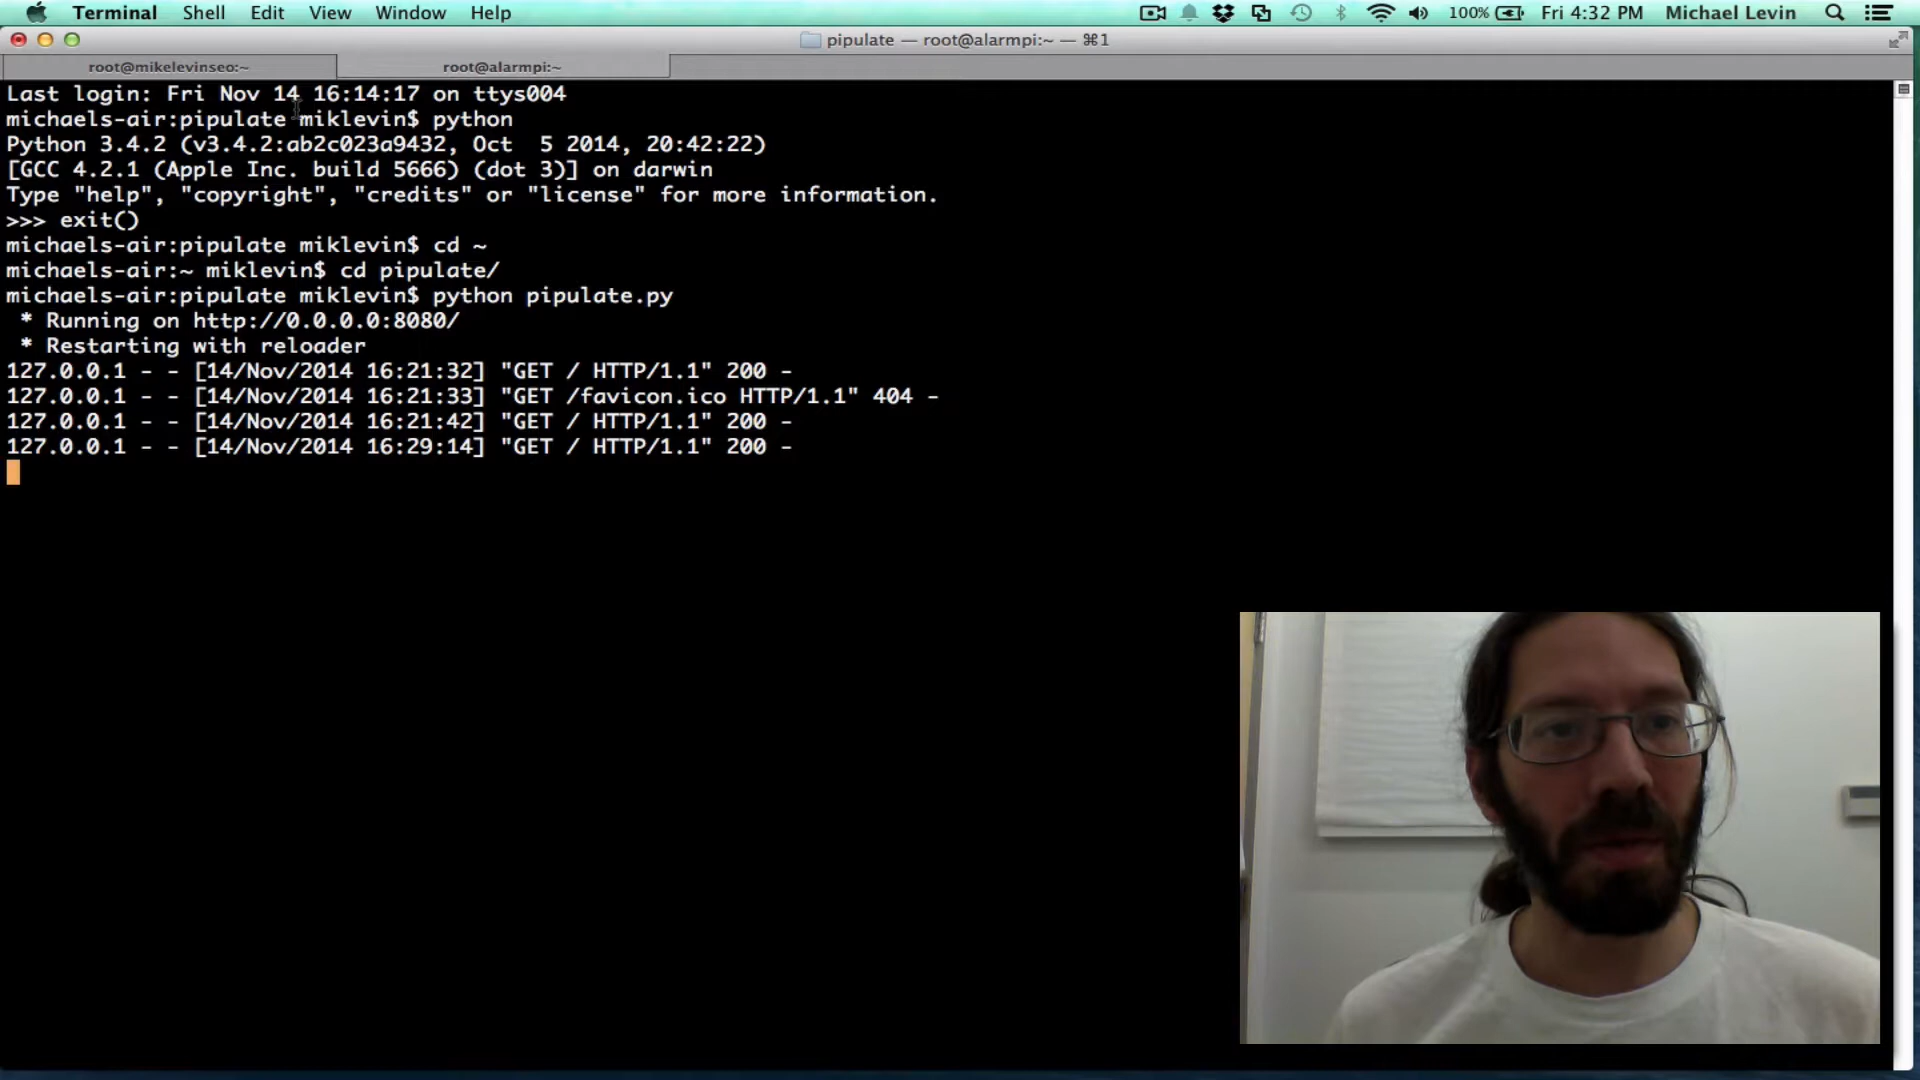 Terminal Shell Edit View Window Help 100% Fri 4:32 PM Michael Levin
pipulate — root@alarmpi:~ — ⌘1
root@mikelevinseo:~ root@alarmpi:~
Last login: Fri Nov 14 16:14:17 on ttys004
michaels-air:pipulate miklevin$ python
Python 3.4.2 (v3.4.2:ab2c023a9432, Oct  5 2014, 20:42:22)
[GCC 4.2.1 (Apple Inc. build 5666) (dot 3)] on darwin
Type "help", "copyright", "credits" or "license" for more information.
>>> exit()
michaels-air:pipulate miklevin$ cd ~
michaels-air:~ miklevin$ cd pipulate/
michaels-air:pipulate miklevin$ python pipulate.py
 * Running on http://0.0.0.0:8080/
 * Restarting with reloader
127.0.0.1 - - [14/Nov/2014 16:21:32] "GET / HTTP/1.1" 200 -
127.0.0.1 - - [14/Nov/2014 16:21:33] "GET /favicon.ico HTTP/1.1" 404 -
127.0.0.1 - - [14/Nov/2014 16:21:42] "GET / HTTP/1.1" 200 -
127.0.0.1 - - [14/Nov/2014 16:29:14] "GET / HTTP/1.1" 200 -